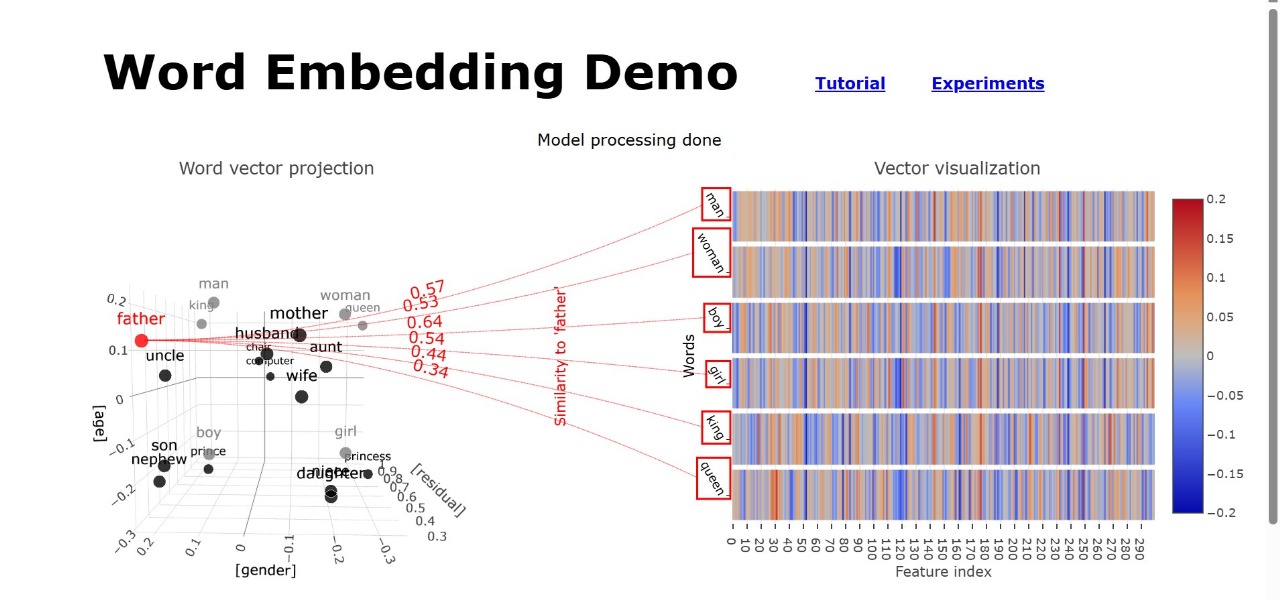 Word Embedding Demo
Tutorial
Experiments
Model processing done
Word vector projection
Vector visualization
man
woman
boy
girl
king
queen
Words
Similarity to 'father'
0.57
0.53
0.64
0.54
0.44
0.34
man
king
father
woman
queen
mother
husband
chair
computer
aunt
uncle
wife
boy
prince
son
nephew
girl
princess
niece
daughter
[age]
0.2
0.1
0
−0.1
−0.2
−0.3
[gender]
0.2
0.1
0
−0.1
−0.2
−0.3
[residual]
0.9
0.8
0.7
0.6
0.5
0.4
0.3
0.2
0.15
0.1
0.05
0
−0.05
−0.1
−0.15
−0.2
0
10
20
30
40
50
60
70
80
90
100
110
120
130
140
150
160
170
180
190
200
210
220
230
240
250
260
270
280
290
Feature index